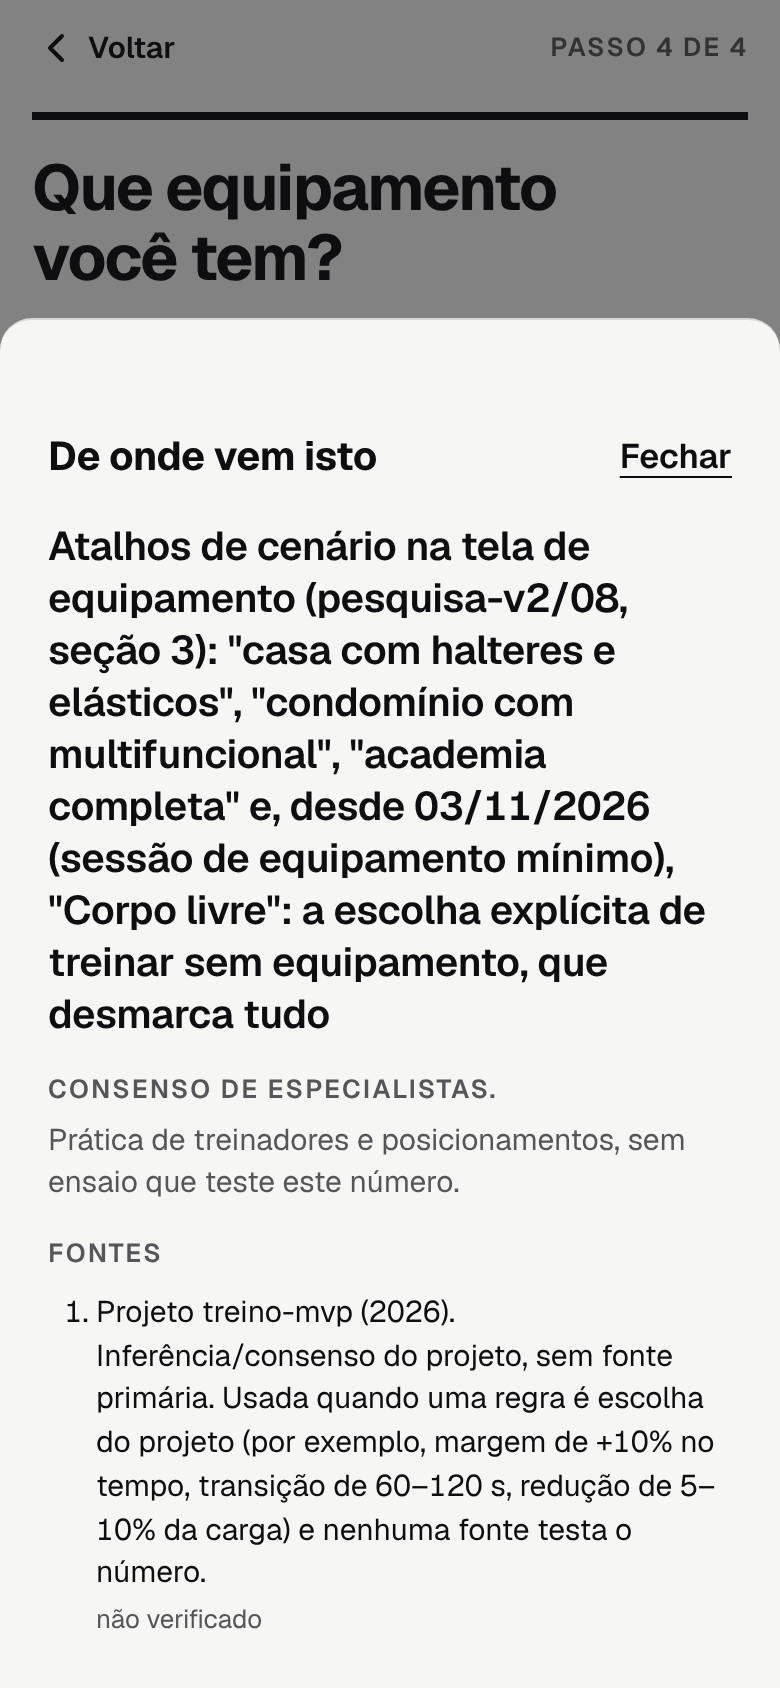 Voltar
PASSO 4 DE 4
Que equipamento
você tem?
De onde vem isto
Fechar
Atalhos de cenário na tela de
equipamento (pesquisa-v2/08,
seção 3): "casa com halteres e
elásticos", "condomínio com
multifuncional", "academia
completa" e, desde 03/11/2026
(sessão de equipamento mínimo),
"Corpo livre": a escolha explícita de
treinar sem equipamento, que
desmarca tudo
CONSENSO DE ESPECIALISTAS.
Prática de treinadores e posicionamentos, sem
ensaio que teste este número.
FONTES
1. Projeto treino-mvp (2026).
Inferência/consenso do projeto, sem fonte
primária. Usada quando uma regra é escolha
do projeto (por exemplo, margem de +10% no
tempo, transição de 60–120 s, redução de 5–
10% da carga) e nenhuma fonte testa o
número.
não verificado